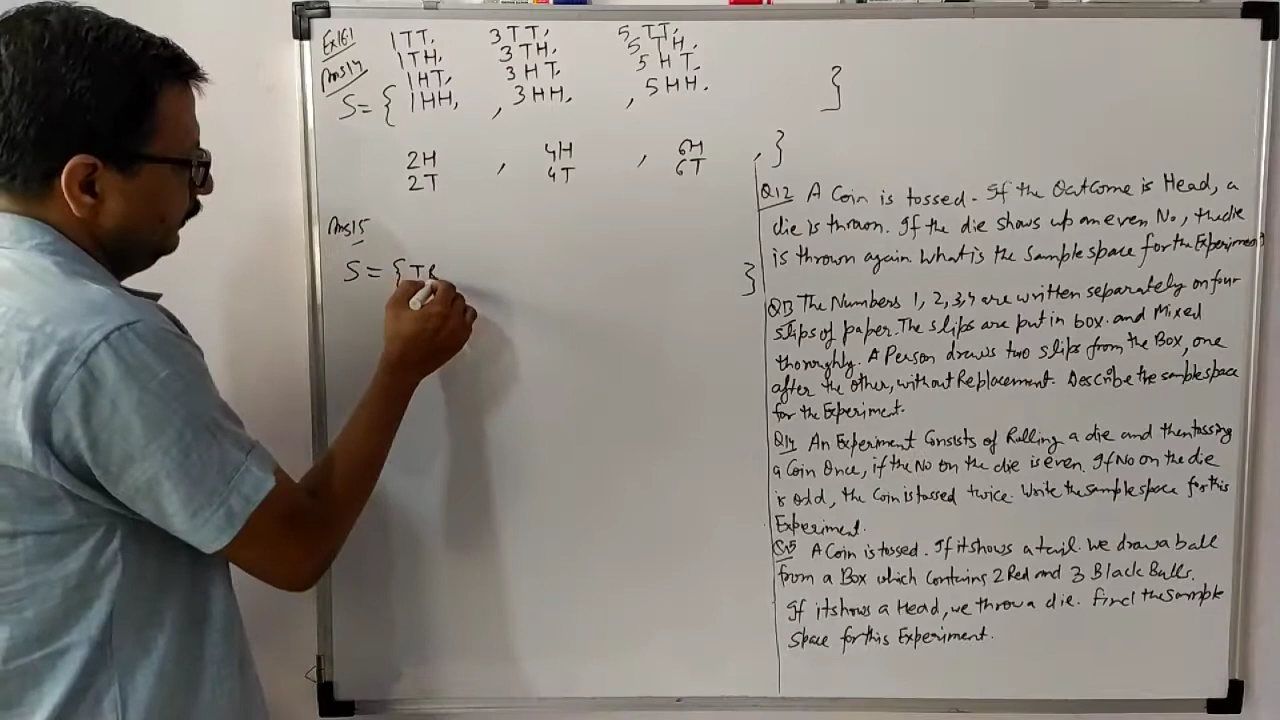 Ex 16.1
Ans 14
1TT, 3TT, 5TT,
1TH, 3TH, 5TH,
1HT, 3HT, 5HT,
S = { 1HH, , 3HH, , 5HH, }
2H , 4H , 6H , }
2T 4T 6T
Ans 15
S = { TR }
Q12 A Coin is tossed. If the Outcome is Head, a
die is thrown. If the die shows up an even No, the die
is thrown again. What is the Sample space for the Experiment?
Q13 The Numbers 1, 2, 3, 4 are written separately on four
slips of paper. The slips are put in box. and Mixed
thoroughly. A Person draws two slips from the Box, one
after the other, without Replacement. Describe the sample space
for the Experiment.
Q14 An Experiment Consists of Rolling a die and then tossing
a Coin Once, if the No on the die is even. If No on the die
is odd, the Coin is tossed twice. Write the sample space for this
Experiment.
Q15 A Coin is tossed. If it shows a tail. We draw a ball
from a Box which Contains 2 Red and 3 Black Balls.
If it shows a Head, we throw a die. Find the Sample
Space for this Experiment.